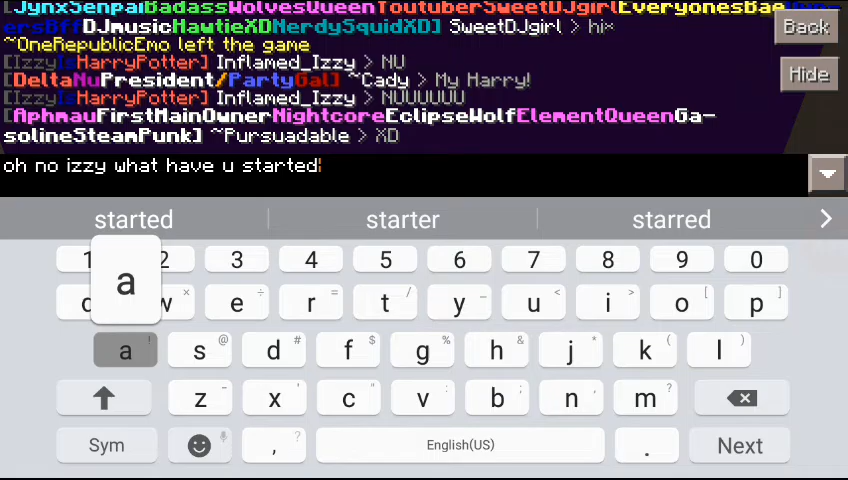 [JynxSenpaiBadassWolvesQueenYoutuberSweetDJgirlEveryonesBae
ersBffDJmusicHawtieXDNerdySquidXD] SweetDJgirl > hi
~OneRepublicEmo left the game
[IzzyIsHarryPotter] Inflamed_Izzy > NU
[DeltaNuPresident/PartyGal] ~Cady > My Harry!
[IzzyIsHarryPotter] Inflamed_Izzy > NUUUUUU
[AphmauFirstMainOwnerNightcoreEclipseWolfElementQueenGa-
solineSteamPunk] ~Pursuadable > XD
oh no izzy what have u started
Back
Hide
started starter starred >
1 2 3 4 5 6 7 8 9 0
q w × e ÷ r = t / y _ u < i > o [ p ]
a
a ! s @ d # f $ g % h & j * k ( l )
z - x ' c " v : b ; n , m ?
Sym , ? English(US) . Next